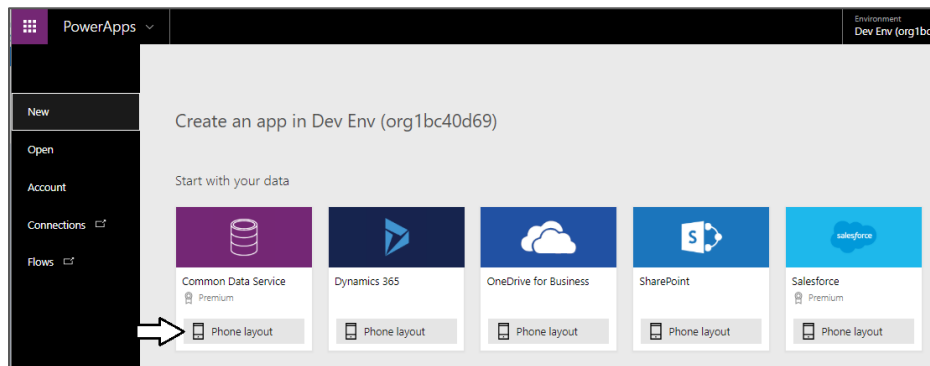 PowerApps
Environment
Dev Env (org1bc
New
Open
Account
Connections
Flows
Create an app in Dev Env (org1bc40d69)
Start with your data
S
salesforce
Common Data Service
Premium
Phone layout
Dynamics 365
Phone layout
OneDrive for Business
Phone layout
SharePoint
Phone layout
Salesforce
Premium
Phone layout